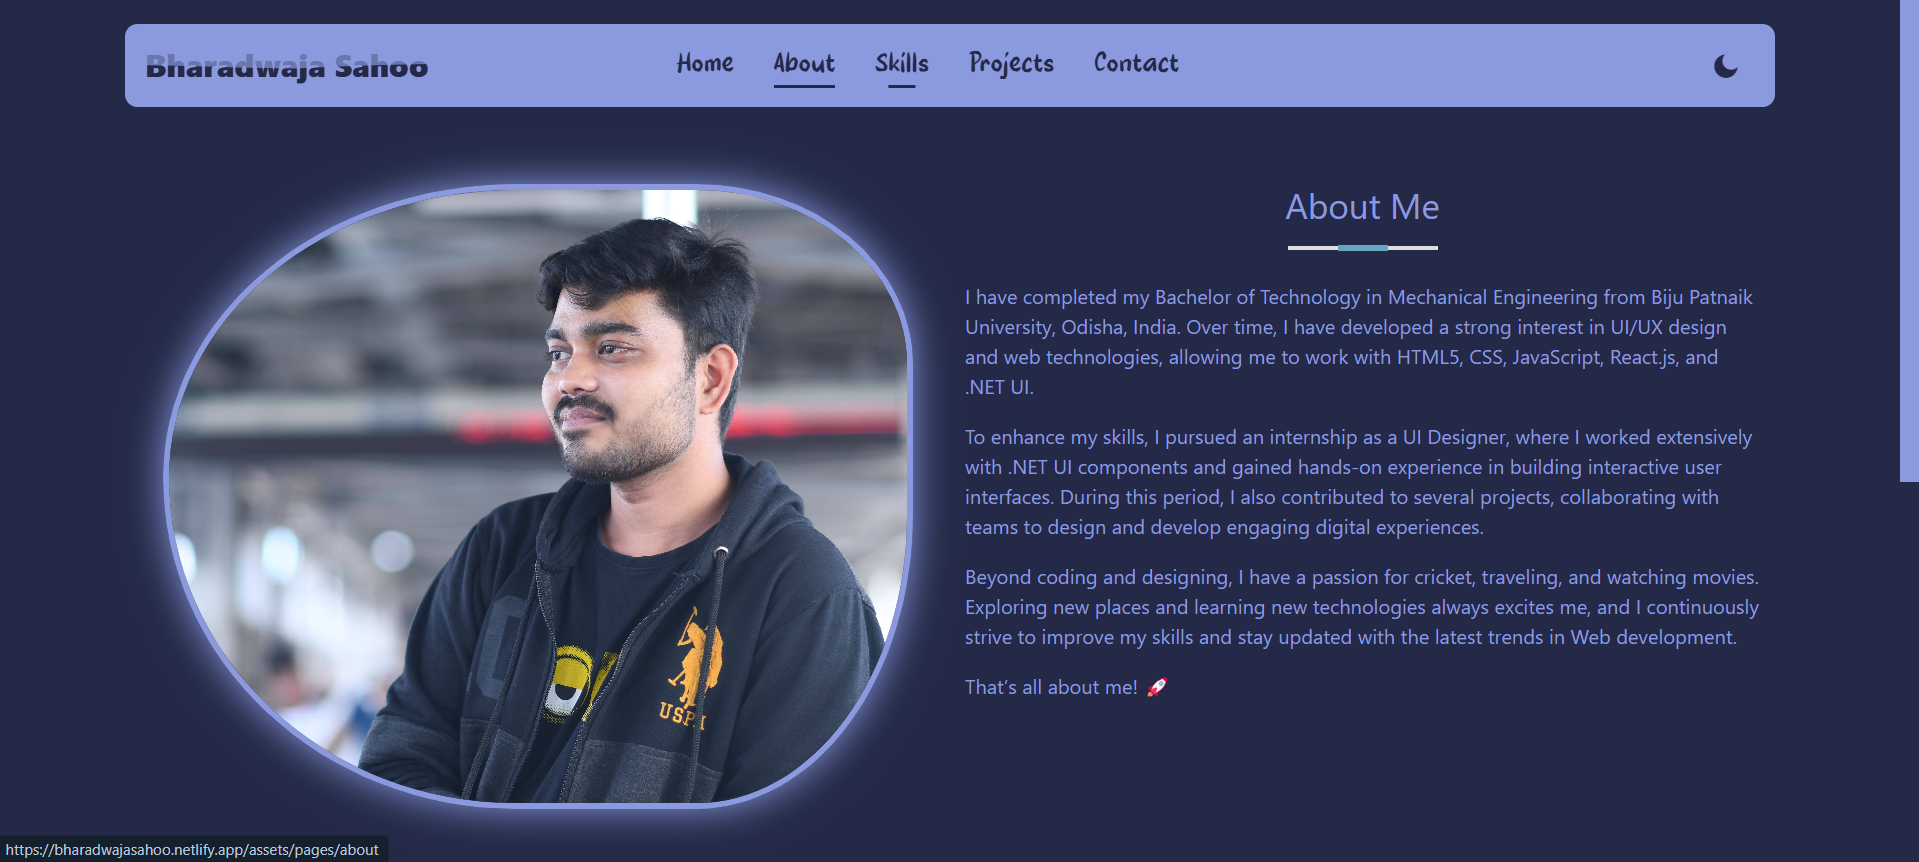 Bharadwaja Sahoo
Home About Skills Projects Contact
About Me
I have completed my Bachelor of Technology in Mechanical Engineering from Biju Patnaik
University, Odisha, India. Over time, I have developed a strong interest in UI/UX design
and web technologies, allowing me to work with HTML5, CSS, JavaScript, React.js, and
.NET UI.
To enhance my skills, I pursued an internship as a UI Designer, where I worked extensively
with .NET UI components and gained hands-on experience in building interactive user
interfaces. During this period, I also contributed to several projects, collaborating with
teams to design and develop engaging digital experiences.
Beyond coding and designing, I have a passion for cricket, traveling, and watching movies.
Exploring new places and learning new technologies always excites me, and I continuously
strive to improve my skills and stay updated with the latest trends in Web development.
That’s all about me! 🚀
https://bharadwajasahoo.netlify.app/assets/pages/about